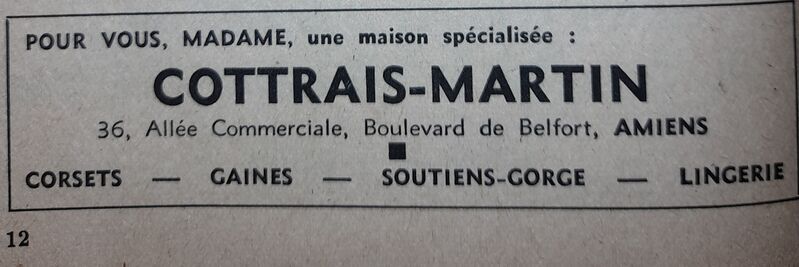 POUR VOUS, MADAME, une maison spécialisée :
COTTRAIS-MARTIN
36, Allée Commerciale, Boulevard de Belfort, AMIENS
CORSETS — GAINES — SOUTIENS-GORGE — LINGERIE
12